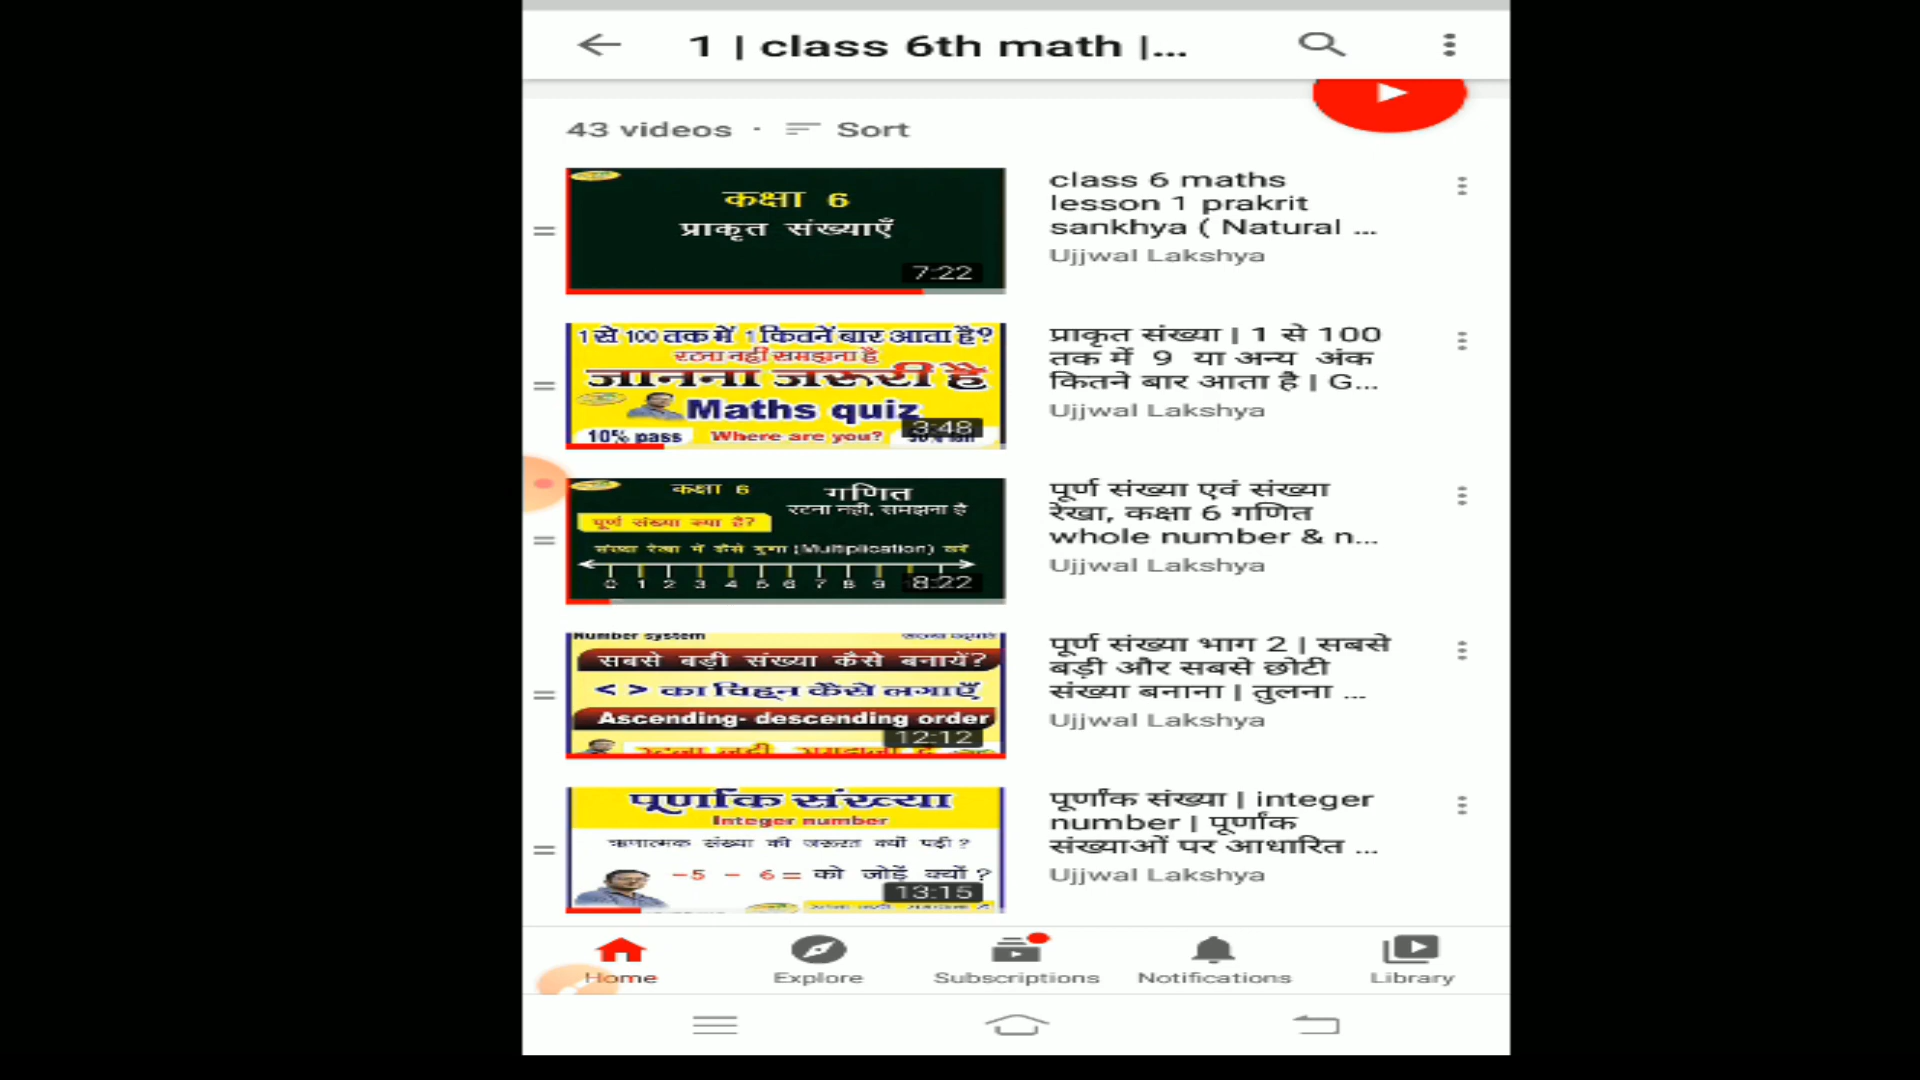 1 | class 6th math |...
43 videos · Sort
कक्षा 6
प्राकृत संख्याएँ
7:22
class 6 maths
lesson 1 prakrit
sankhya ( Natural ...
Ujjwal Lakshya
1 से 100 तक में 1 कितनें बार आता है?
रटना नहीं समझना है
जानना जरूरी है
Maths quiz
3:48
10% pass Where are you?
प्राकृत संख्या | 1 से 100
तक में 9 या अन्य अंक
कितने बार आता है | G...
Ujjwal Lakshya
कक्षा 6 गणित
रटना नही, समझना है
पूर्ण संख्या क्या है?
संख्या रेखा में कैसे गुणा (Multiplication) करें
0 1 2 3 4 5 6 7 8 9
8:22
पूर्ण संख्या एवं संख्या
रेखा, कक्षा 6 गणित
whole number & n...
Ujjwal Lakshya
Number system
सबसे बड़ी संख्या कैसे बनायें?
< > का चिह्न कैसे लगाएँ
Ascending- descending order
12:12
पूर्ण संख्या भाग 2 | सबसे
बड़ी और सबसे छोटी
संख्या बनाना | तुलना ...
Ujjwal Lakshya
पूर्णांक संख्या
Integer number
ऋणात्मक संख्या की जरूरत क्यों पड़ी ?
-5 - 6 = को जोड़ें क्यों ?
13:15
पूर्णांक संख्या | integer
number | पूर्णांक
संख्याओं पर आधारित ...
Ujjwal Lakshya
Home Explore Subscriptions Notifications Library